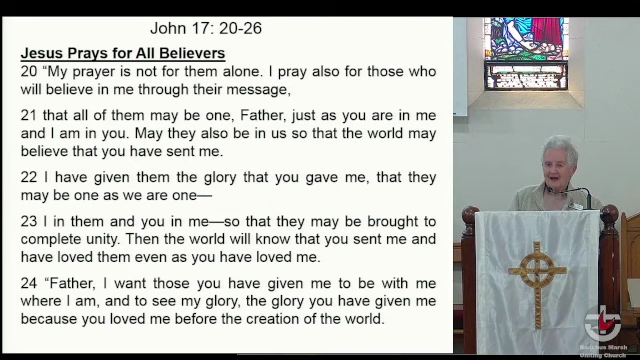 John 17: 20-26
Jesus Prays for All Believers
20 “My prayer is not for them alone. I pray also for those who
will believe in me through their message,
21 that all of them may be one, Father, just as you are in me
and I am in you. May they also be in us so that the world may
believe that you have sent me.
22 I have given them the glory that you gave me, that they
may be one as we are one—
23 I in them and you in me—so that they may be brought to
complete unity. Then the world will know that you sent me and
have loved them even as you have loved me.
24 “Father, I want those you have given me to be with me
where I am, and to see my glory, the glory you have given me
because you loved me before the creation of the world.
Marsh
Uniting Church